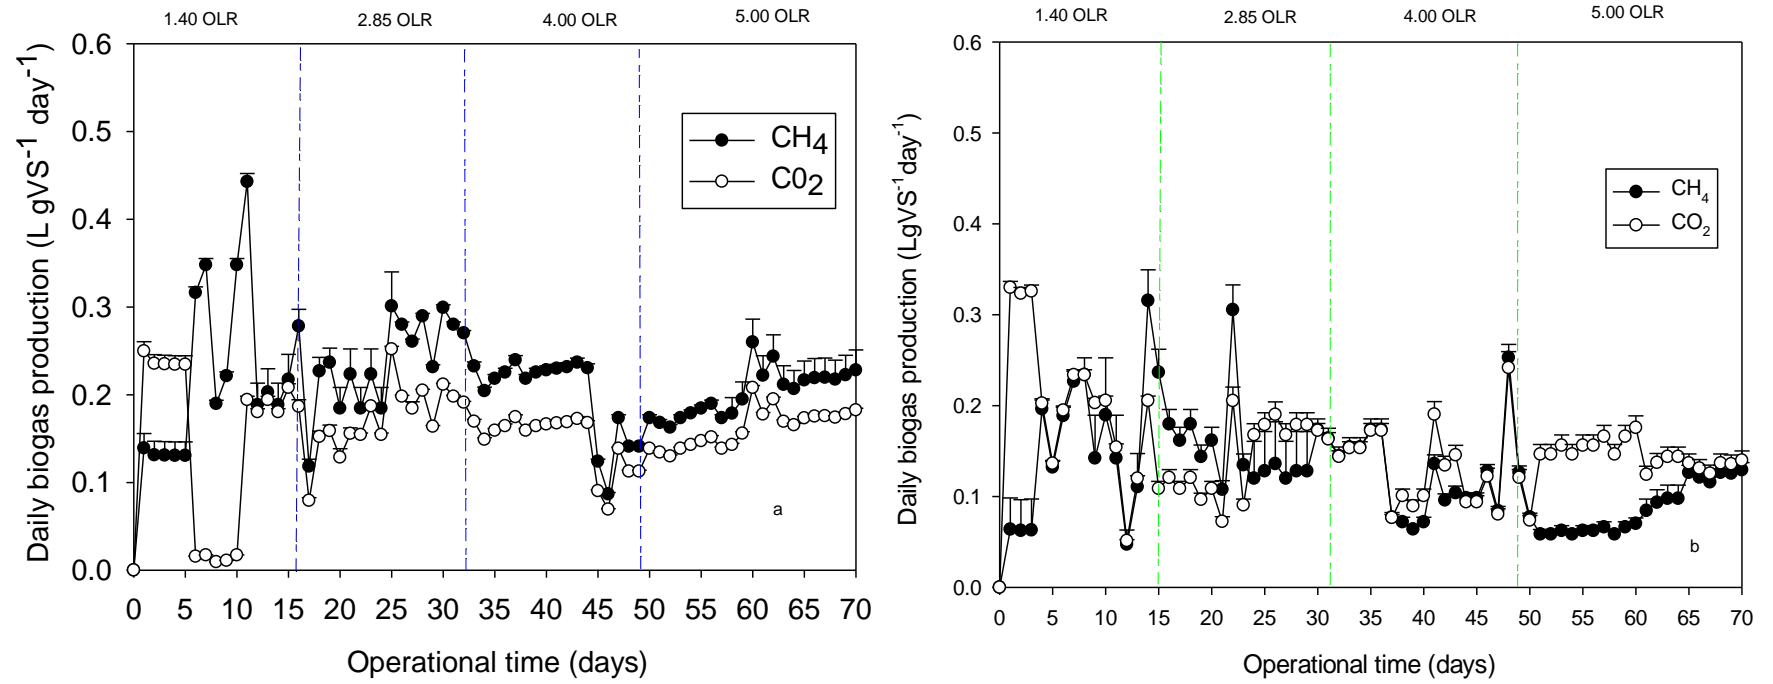 1.40 OLR 2.85 OLR 4.00 OLR 5.00 OLR
Daily biogas production (L gVS⁻¹ day⁻¹)
0.6
0.5
0.4
0.3
0.2
0.1
0.0
CH4
C02
a
0 5 10 15 20 25 30 35 40 45 50 55 60 65 70
Operational time (days)
1.40 OLR 2.85 OLR 4.00 OLR 5.00 OLR
Daily biogas production (LgVS⁻¹day⁻¹)
0.6
0.5
0.4
0.3
0.2
0.1
0.0
CH₄
CO₂
b
0 5 10 15 20 25 30 35 40 45 50 55 60 65 70
Operational time (days)